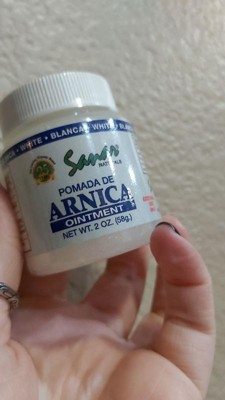 WHITE • BLANCA • WHITE • BLANCA
Sanar
NATURALS
POMADA DE
ARNICA
OINTMENT
NET WT. 2 OZ. (58g.)